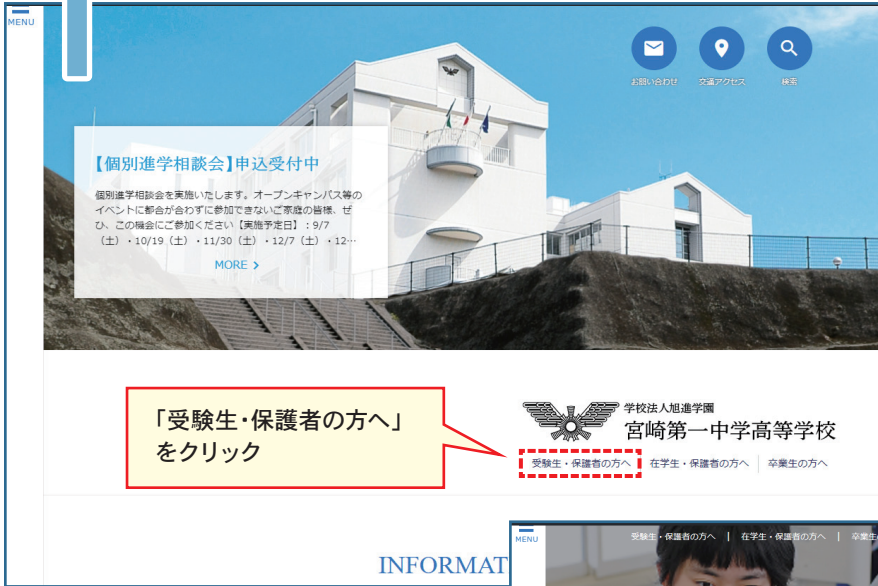 MENU
お問い合わせ
交通アクセス
検索
【個別進学相談会】申込受付中
個別進学相談会を実施いたします。オープンキャンパス等の
イベントに都合が合わずに参加できないご家庭の皆様、ぜ
ひ、この機会にご参加ください【実施予定日】:9/7
(土)・10/19(土)・11/30(土)・12/7(土)・12…
MORE >
「受験生・保護者の方へ」
をクリック
学校法人旭進学園
宮崎第一中学高等学校
受験生・保護者の方へ
在学生・保護者の方へ
卒業生の方へ
INFORMAT
MENU
受験生・保護者の方へ | 在学生・保護者の方へ | 卒業生